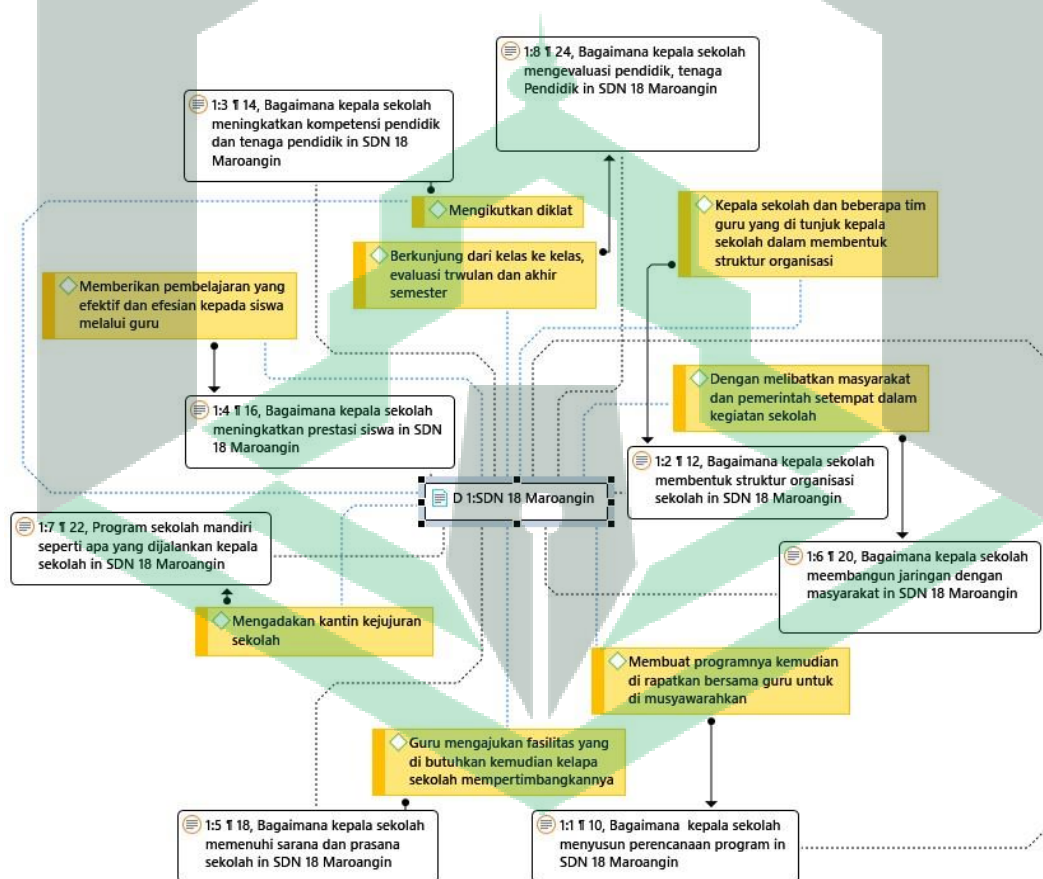 1:8 ¶ 24, Bagaimana kepala sekolah
mengevaluasi pendidik, tenaga
Pendidik in SDN 18 Maroangin
1:3 ¶ 14, Bagaimana kepala sekolah
meningkatkan kompetensi pendidik
dan tenaga pendidik in SDN 18
Maroangin
Mengikutkan diklat
Kepala sekolah dan beberapa tim
guru yang di tunjuk kepala
sekolah dalam membentuk
struktur organisasi
Berkunjung dari kelas ke kelas,
evaluasi trwulan dan akhir
semester
Memberikan pembelajaran yang
efektif dan efesian kepada siswa
melalui guru
Dengan melibatkan masyarakat
dan pemerintah setempat dalam
kegiatan sekolah
1:4 ¶ 16, Bagaimana kepala sekolah
meningkatkan prestasi siswa in SDN
18 Maroangin
1:2 ¶ 12, Bagaimana kepala sekolah
membentuk struktur organisasi
sekolah in SDN 18 Maroangin
D 1:SDN 18 Maroangin
1:7 ¶ 22, Program sekolah mandiri
seperti apa yang dijalankan kepala
sekolah in SDN 18 Maroangin
1:6 ¶ 20, Bagaimana kepala sekolah
meembangun jaringan dengan
masyarakat in SDN 18 Maroangin
Mengadakan kantin kejujuran
sekolah
Membuat programnya kemudian
di rapatkan bersama guru untuk
di musyawarahkan
Guru mengajukan fasilitas yang
di butuhkan kemudian kelapa
sekolah mempertimbangkannya
1:5 ¶ 18, Bagaimana kepala sekolah
memenuhi sarana dan prasana
sekolah in SDN 18 Maroangin
1:1 ¶ 10, Bagaimana  kepala sekolah
menyusun perencanaan program in
SDN 18 Maroangin